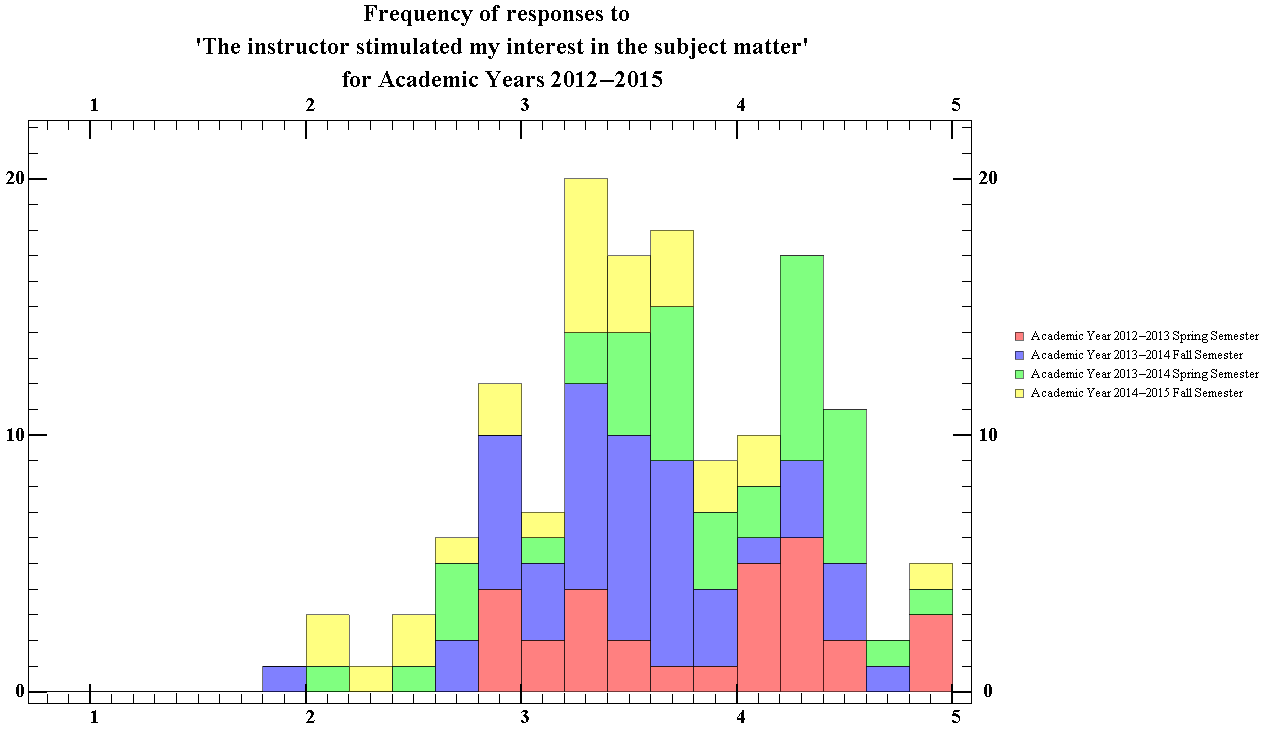 Frequency of responses to
'The instructor stimulated my interest in the subject matter'
for Academic Years 2012–2015
1 2 3 4 5
20 20
10 10
0 0
1 2 3 4 5
Academic Year 2012–2013 Spring Semester
Academic Year 2013–2014 Fall Semester
Academic Year 2013–2014 Spring Semester
Academic Year 2014–2015 Fall Semester